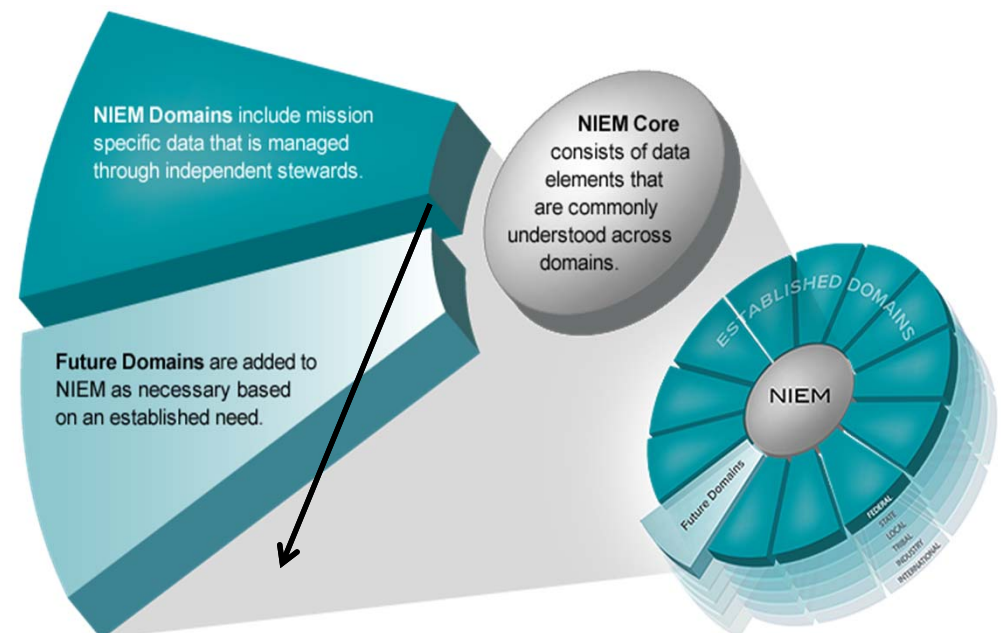 NIEM Domains include mission
specific data that is managed
through independent stewards.
NIEM Core
consists of data
elements that
are commonly
understood across
domains.
Future Domains are added to
NIEM as necessary based
on an established need.
ESTABLISHED DOMAINS
NIEM
Future Domains
FEDERAL
STATE
LOCAL
TRIBAL
INDUSTRY
INTERNATIONAL